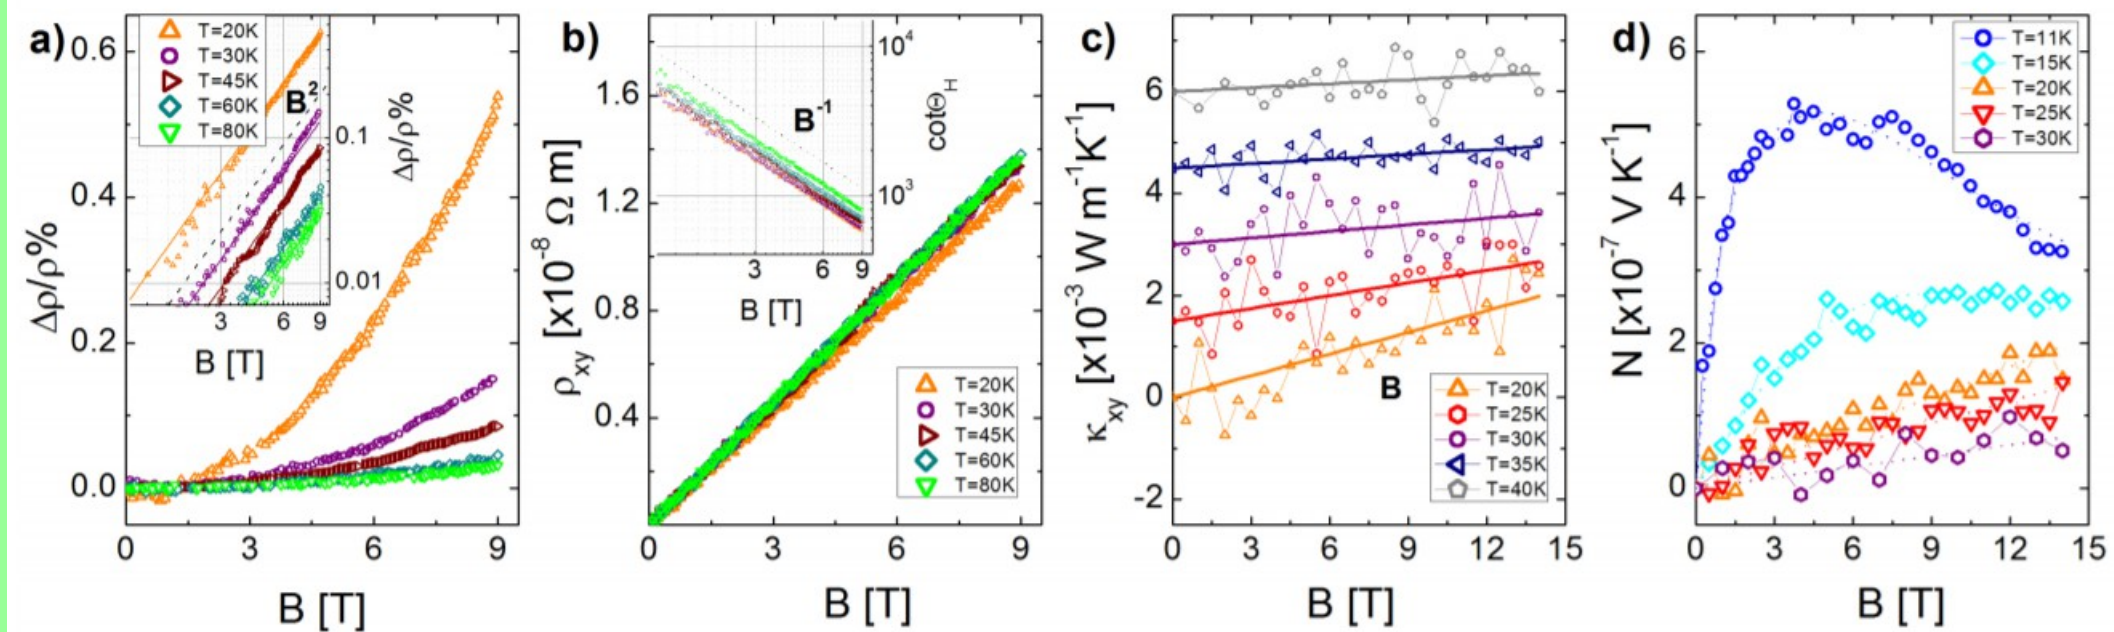 a)
Δρ/ρ%
0.6
0.4
0.2
0.0
0
3
6
9
B [T]
T=20K
T=30K
T=45K
T=60K
T=80K
B²
Δρ/ρ%
0.1
0.01
3
6
9
B [T]
b)
ρxy [x10⁻⁸ Ω m]
1.6
1.2
0.8
0.4
0
3
6
9
B [T]
B⁻¹
cotΘH
10⁴
10³
3
6
9
B [T]
T=20K
T=30K
T=45K
T=60K
T=80K
c)
κxy [x10⁻³ W m⁻¹K⁻¹]
6
4
2
0
-2
0
3
6
9
12
15
B [T]
B
T=20K
T=25K
T=30K
T=35K
T=40K
d)
N [x10⁻⁷ V K⁻¹]
6
4
2
0
0
3
6
9
12
15
B [T]
T=11K
T=15K
T=20K
T=25K
T=30K